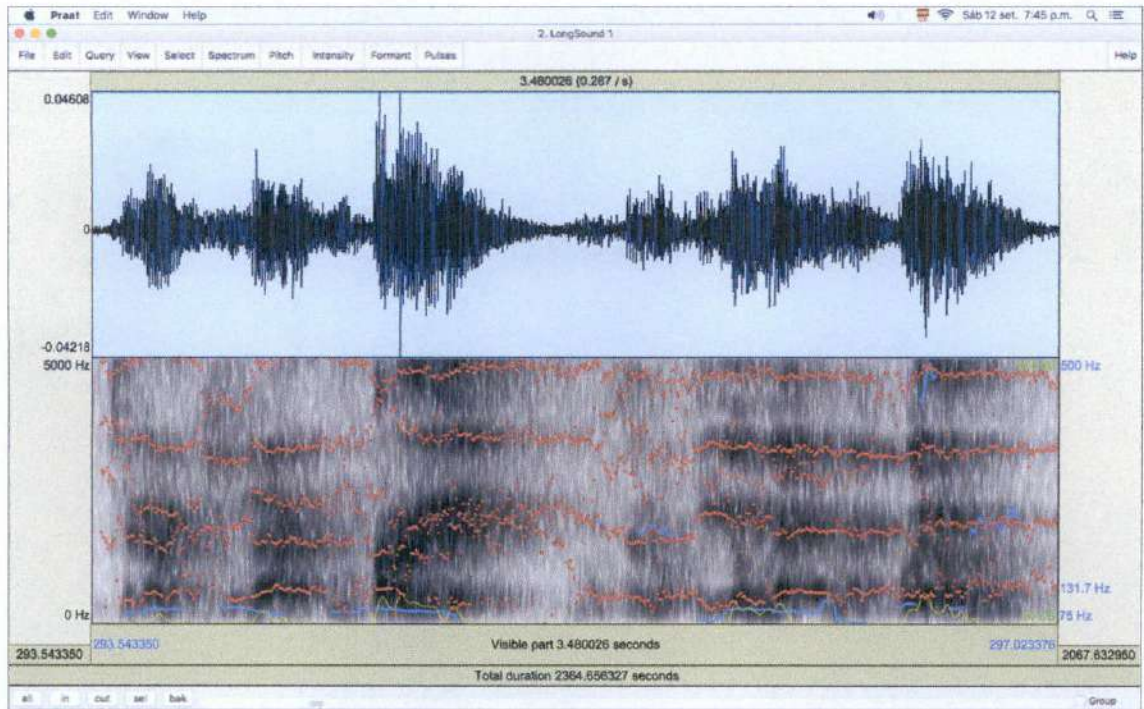 Praat Edit Window Help Sáb 12 set. 7:45 p.m.
2. LongSound 1
File Edit Query View Select Spectrum Pitch Intensity Formant Pulses Help
3.480026 (0.287 / s)
0.04608
0
-0.04218
5000 Hz 500 Hz
131.7 Hz
0 Hz 75 Hz
293.543350 Visible part 3.480026 seconds 297.023376
293.543350 2067.632950
Total duration 2364.656327 seconds
all in out sel bak Group